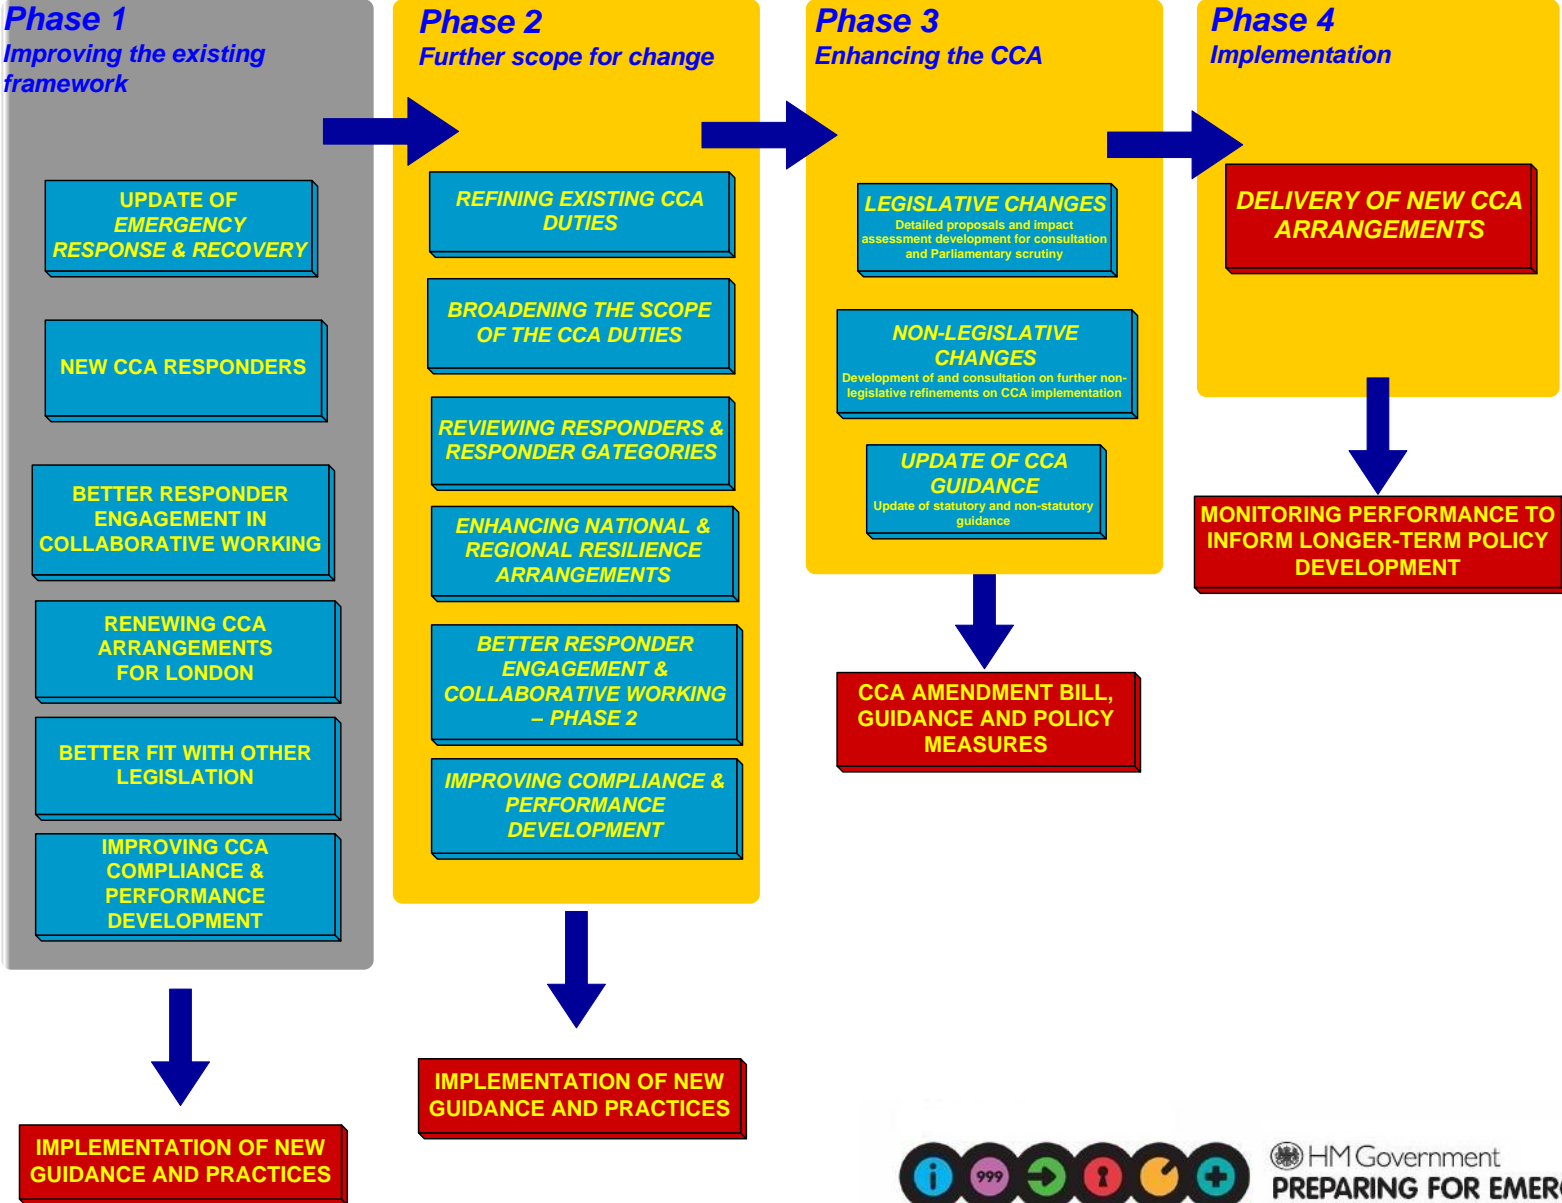 Phase 1
Improving the existing
framework
UPDATE OF
EMERGENCY
RESPONSE & RECOVERY
NEW CCA RESPONDERS
BETTER RESPONDER
ENGAGEMENT IN
COLLABORATIVE WORKING
RENEWING CCA
ARRANGEMENTS
FOR LONDON
BETTER FIT WITH OTHER
LEGISLATION
IMPROVING CCA
COMPLIANCE &
PERFORMANCE
DEVELOPMENT
IMPLEMENTATION OF NEW
GUIDANCE AND PRACTICES
Phase 2
Further scope for change
REFINING EXISTING CCA
DUTIES
BROADENING THE SCOPE
OF THE CCA DUTIES
REVIEWING RESPONDERS &
RESPONDER GATEGORIES
ENHANCING NATIONAL &
REGIONAL RESILIENCE
ARRANGEMENTS
BETTER RESPONDER
ENGAGEMENT &
COLLABORATIVE WORKING
– PHASE 2
IMPROVING COMPLIANCE &
PERFORMANCE
DEVELOPMENT
IMPLEMENTATION OF NEW
GUIDANCE AND PRACTICES
Phase 3
Enhancing the CCA
LEGISLATIVE CHANGES
Detailed proposals and impact
assessment development for consultation
and Parliamentary scrutiny
NON-LEGISLATIVE
CHANGES
Development of and consultation on further non-
legislative refinements on CCA implementation
UPDATE OF CCA
GUIDANCE
Update of statutory and non-statutory
guidance
CCA AMENDMENT BILL,
GUIDANCE AND POLICY
MEASURES
Phase 4
Implementation
DELIVERY OF NEW CCA
ARRANGEMENTS
MONITORING PERFORMANCE TO
INFORM LONGER-TERM POLICY
DEVELOPMENT
i
999
HM Government
PREPARING FOR EMER